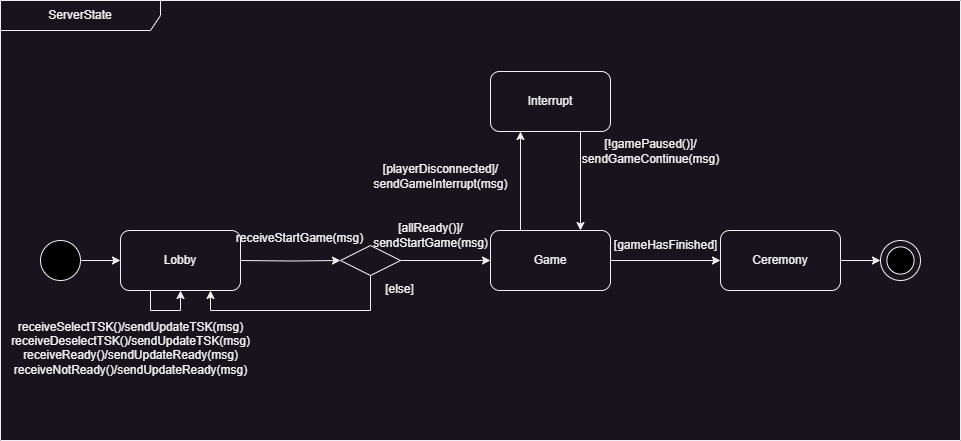 ServerState
Interrupt
[!gamePaused()]/
sendGameContinue(msg)
[playerDisconnected]/
sendGameInterrupt(msg)
[allReady()]/
sendStartGame(msg)
receiveStartGame(msg)
[gameHasFinished]
Lobby
Game
Ceremony
[else]
receiveSelectTSK()/sendUpdateTSK(msg)
receiveDeselectTSK()/sendUpdateTSK(msg)
receiveReady()/sendUpdateReady(msg)
receiveNotReady()/sendUpdateReady(msg)